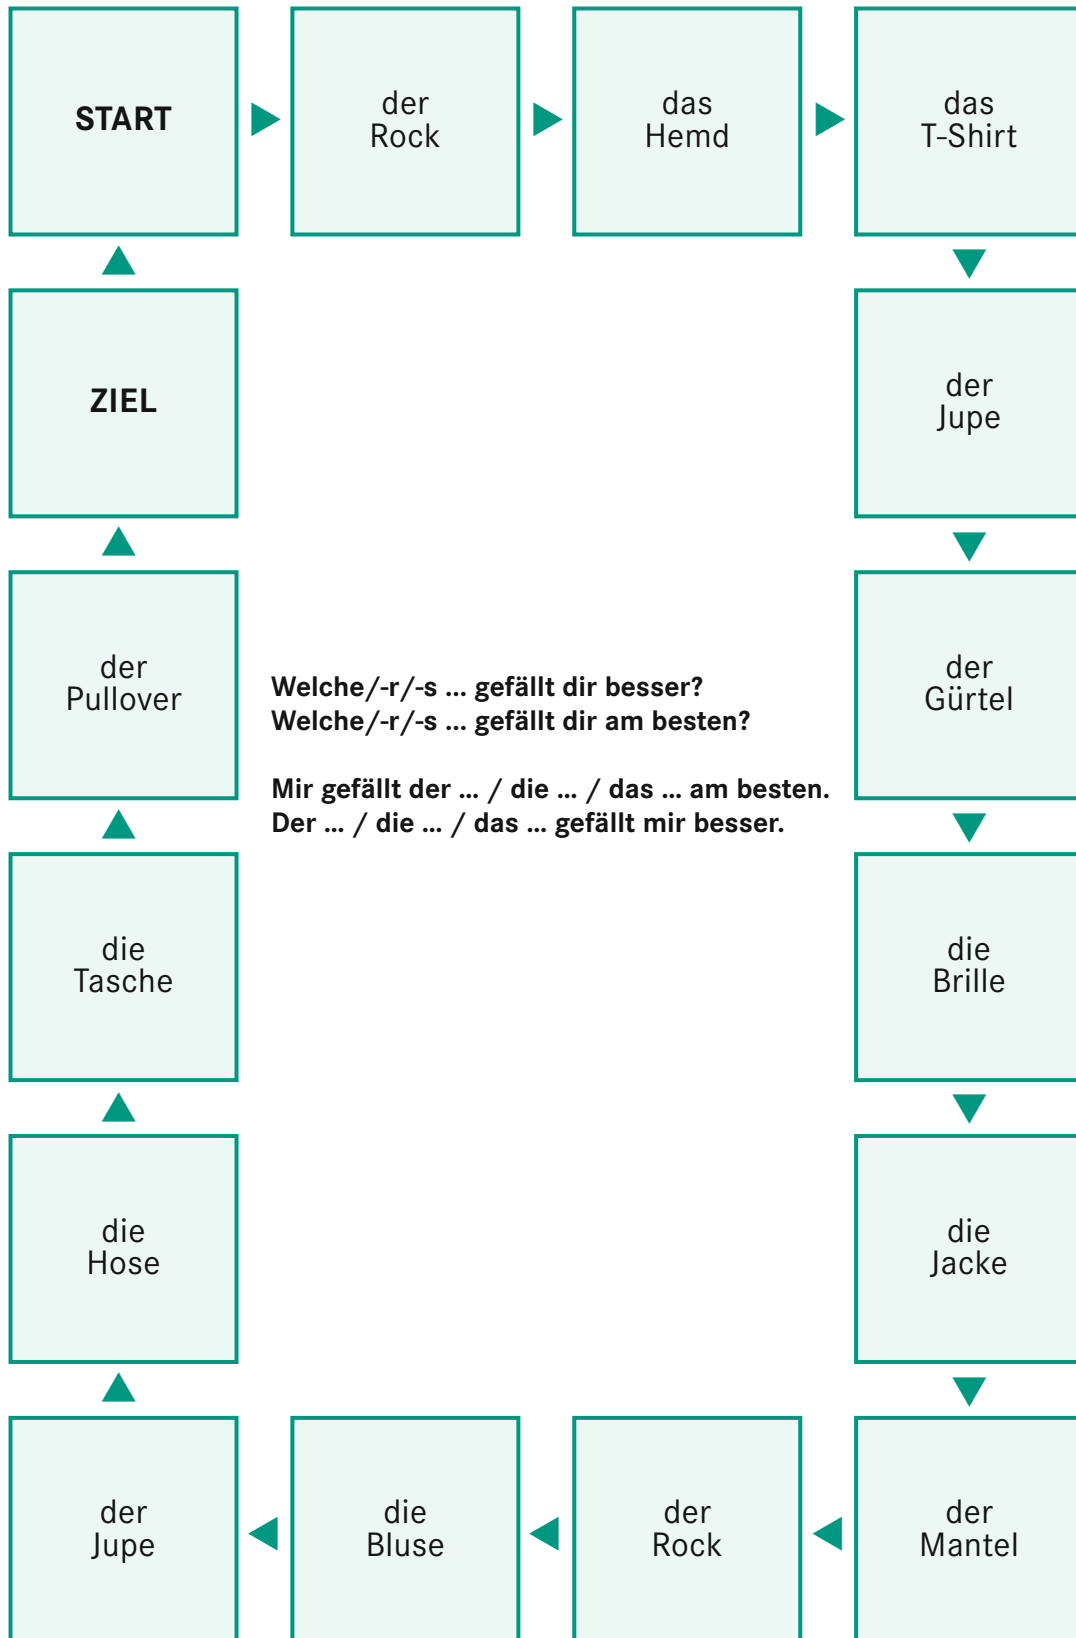 START
der
Rock
das
Hemd
das
T-Shirt
der
Jupe
der
Gürtel
die
Brille
die
Jacke
der
Mantel
der
Rock
die
Bluse
der
Jupe
die
Hose
die
Tasche
der
Pullover
ZIEL
Welche/-r/-s ... gefällt dir besser?
Welche/-r/-s ... gefällt dir am besten?
Mir gefällt der ... / die ... / das ... am besten.
Der ... / die ... / das ... gefällt mir besser.